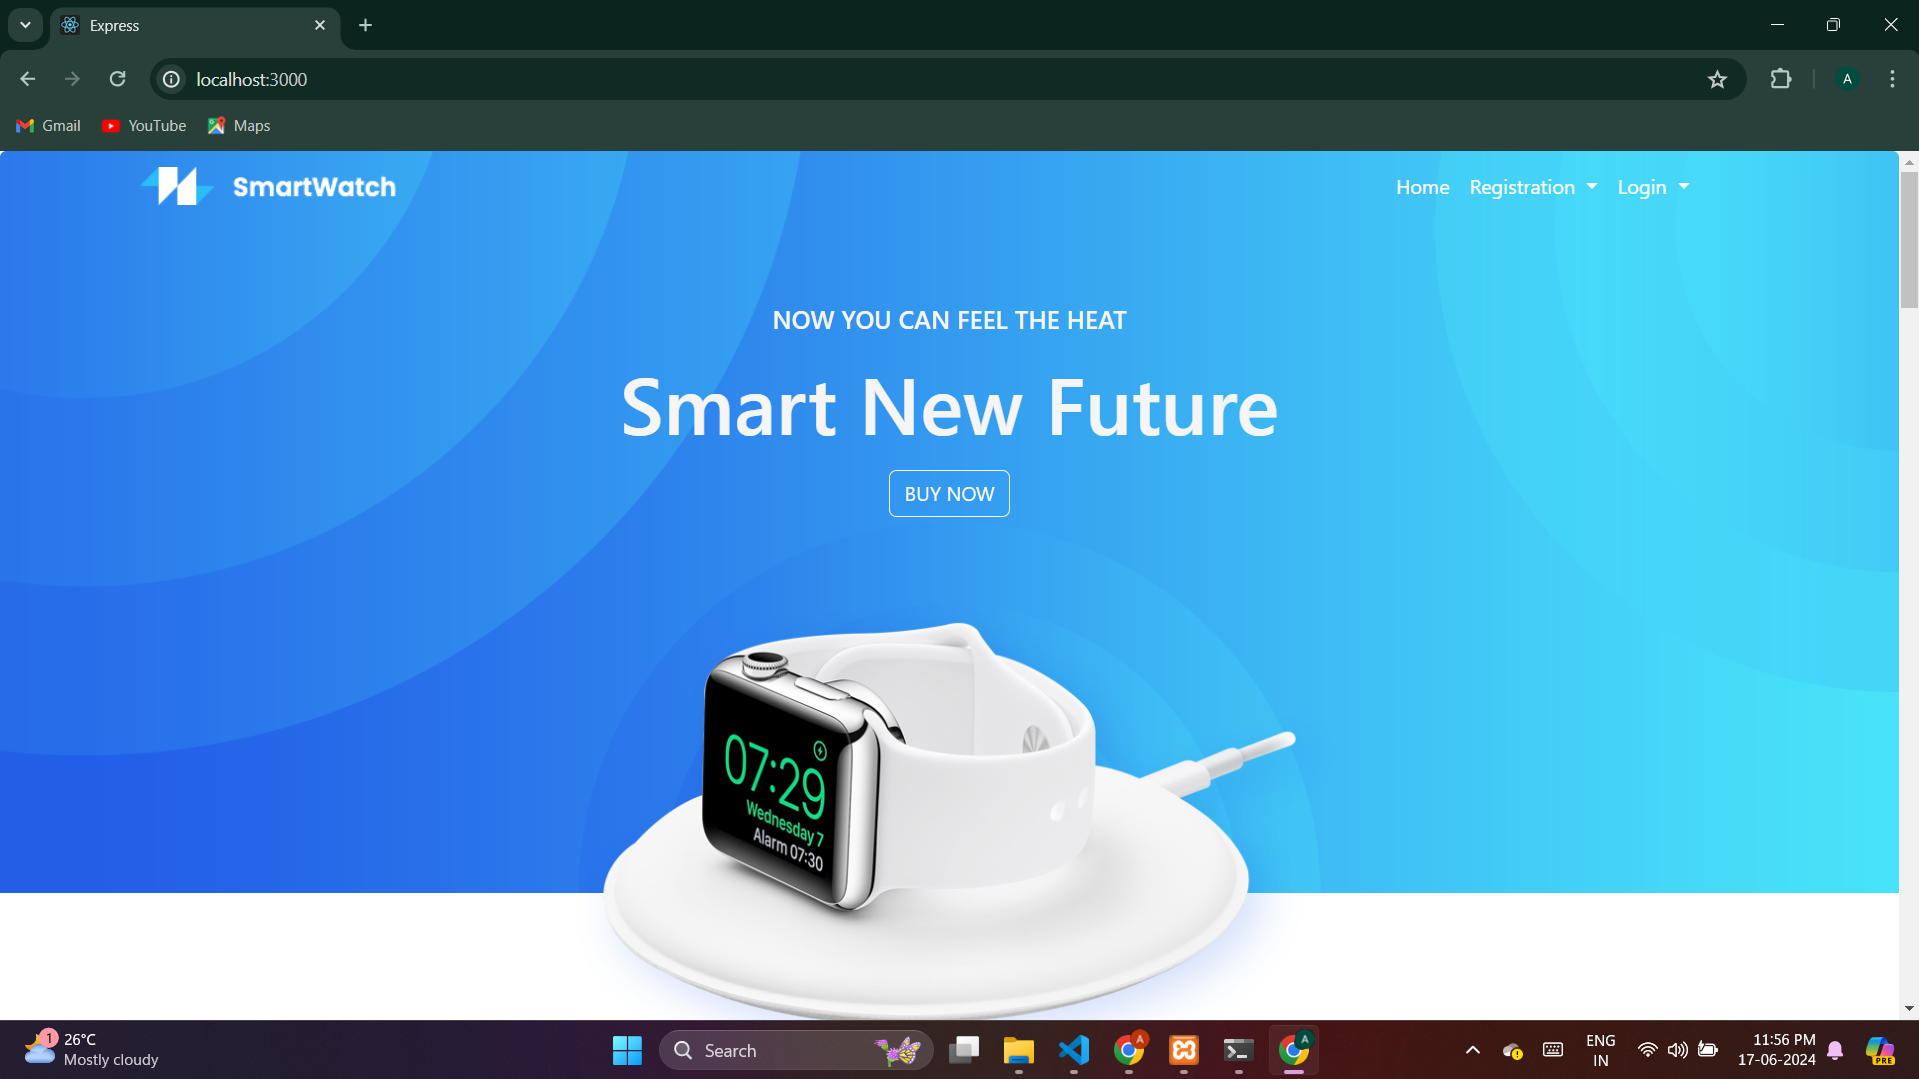 Express
localhost:3000
A
Gmail YouTube Maps
SmartWatch
Home Registration Login
NOW YOU CAN FEEL THE HEAT
Smart New Future
BUY NOW
07:29
Wednesday 7
Alarm 07:30
1
26°C
Mostly cloudy
Search
A
A
ENG
IN
11:56 PM
17-06-2024
PRE